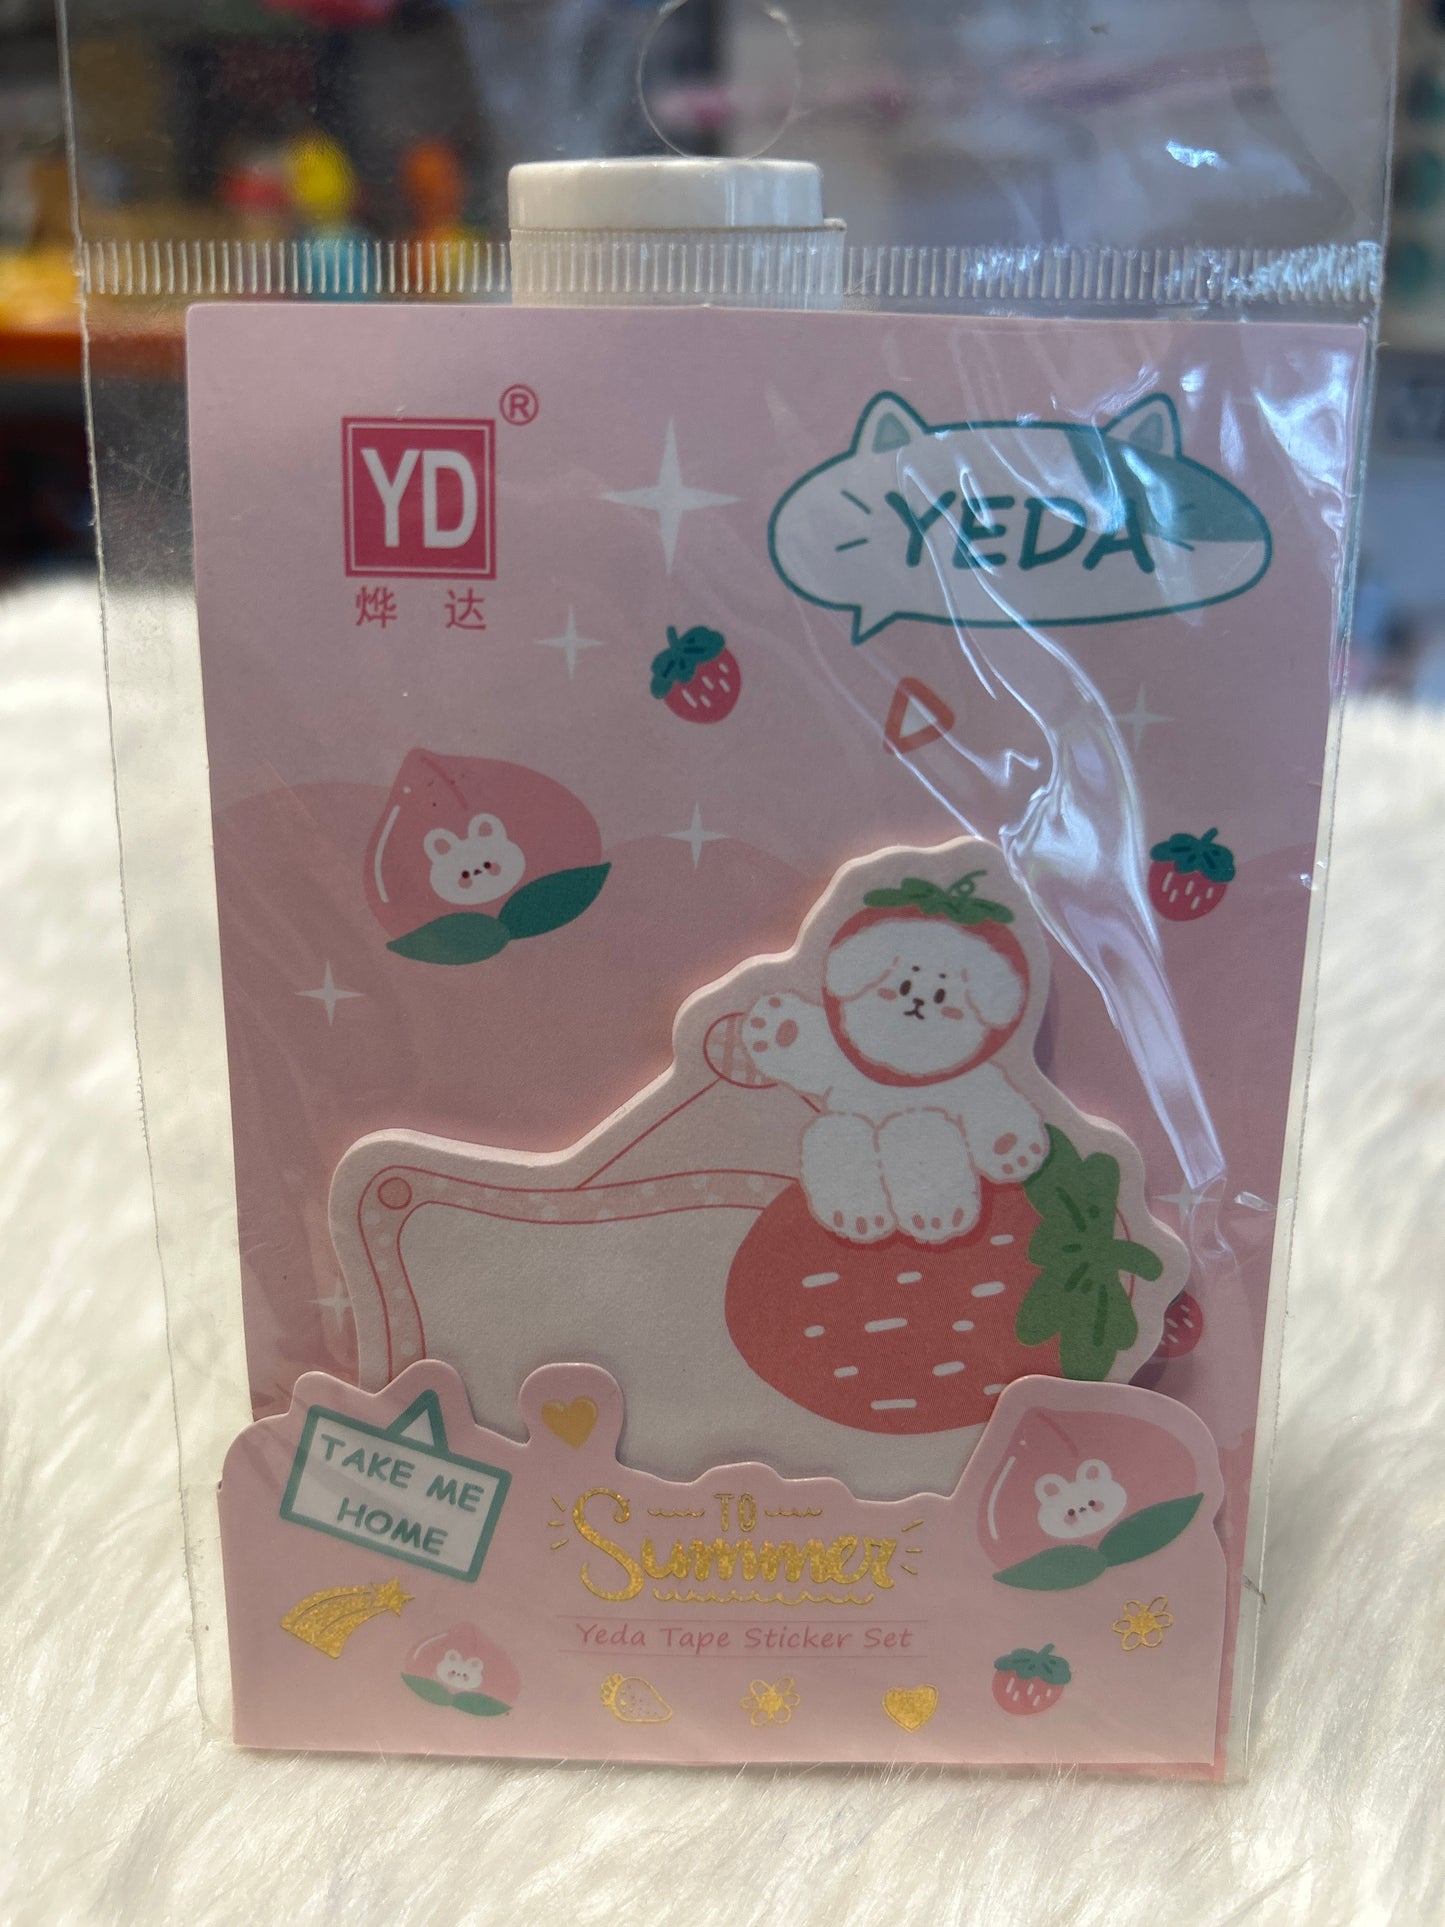 YD®
烨达
YEDA
TAKE ME
HOME
TO
Summer
Yeda Tape Sticker Set